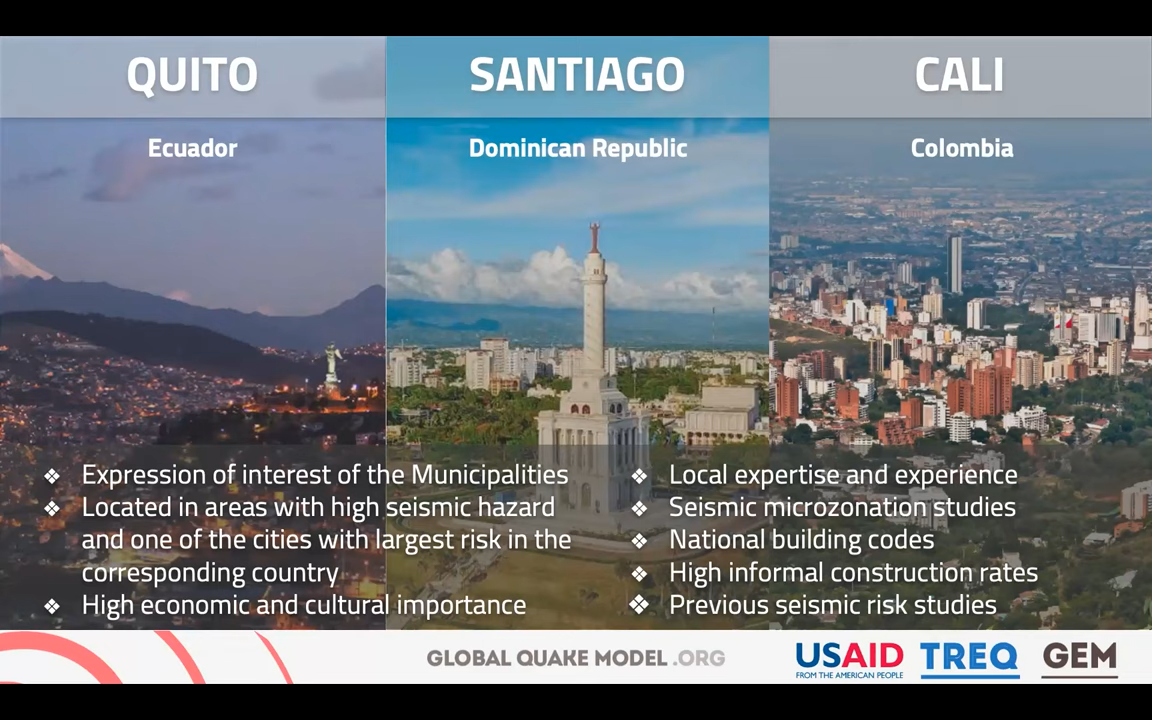 QUITO
SANTIAGO
CALI
Ecuador
Dominican Republic
Colombia
❖ Expression of interest of the Municipalities
❖ Located in areas with high seismic hazard
and one of the cities with largest risk in the
corresponding country
❖ High economic and cultural importance
❖ Local expertise and experience
❖ Seismic microzonation studies
❖ National building codes
❖ High informal construction rates
❖ Previous seismic risk studies
GLOBAL QUAKE MODEL .ORG
USAID
FROM THE AMERICAN PEOPLE
TREQ
GEM